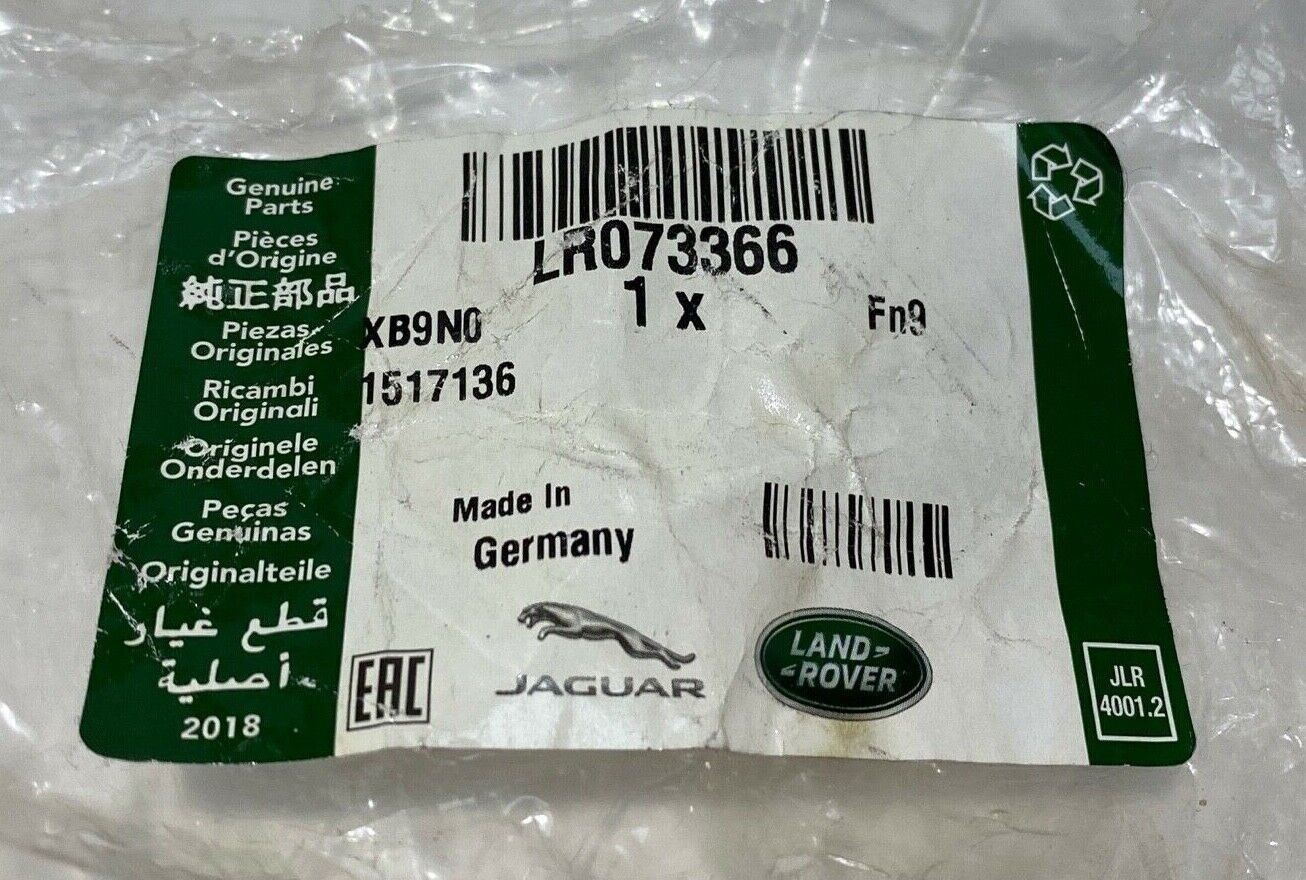 Genuine
Parts
Pièces
d'Origine
純正部品
Piezas
Originales
Ricambi
Originali
Originele
Onderdelen
Peças
Genuinas
Originalteile
قطع غيار
أصلية
2018
LR073366
1 x
Fn9
XB9N0
1517136
Made In
Germany
EAC
JAGUAR
LAND-
-ROVER
JLR
4001.2